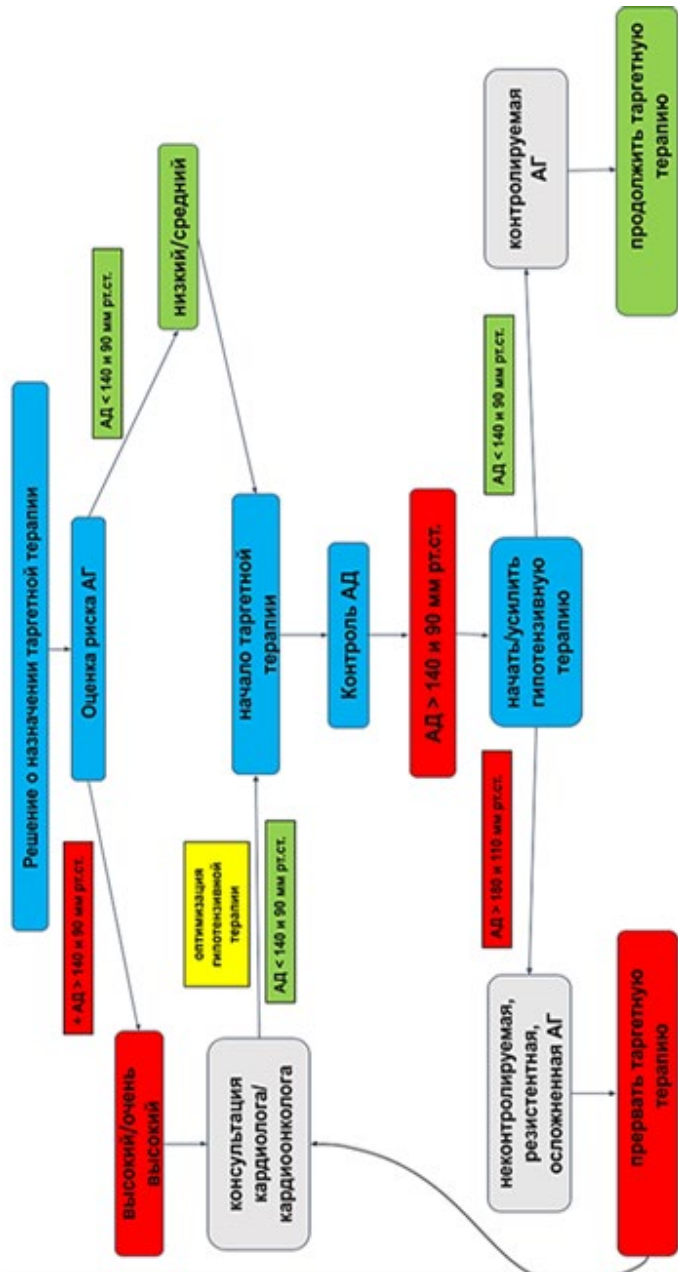 Решение о назначении таргетной терапии
Оценка риска АГ
+ АД > 140 и 90 мм рт.ст.
АД < 140 и 90 мм рт.ст.
высокий/очень
высокий
низкий/средний
оптимизация
гипотензивной
терапии
консультация
кардиолога/
кардиоонколога
АД < 140 и 90 мм рт.ст.
начало таргетной
терапии
Контроль АД
АД > 140 и 90 мм рт.ст.
АД > 180 и 110 мм рт.ст.
АД < 140 и 90 мм рт.ст.
неконтролируемая,
резистентная,
осложненная АГ
начать/усилить
гипотензивную
терапию
контролируемая
АГ
прервать таргетную
терапию
продолжить таргетную
терапию